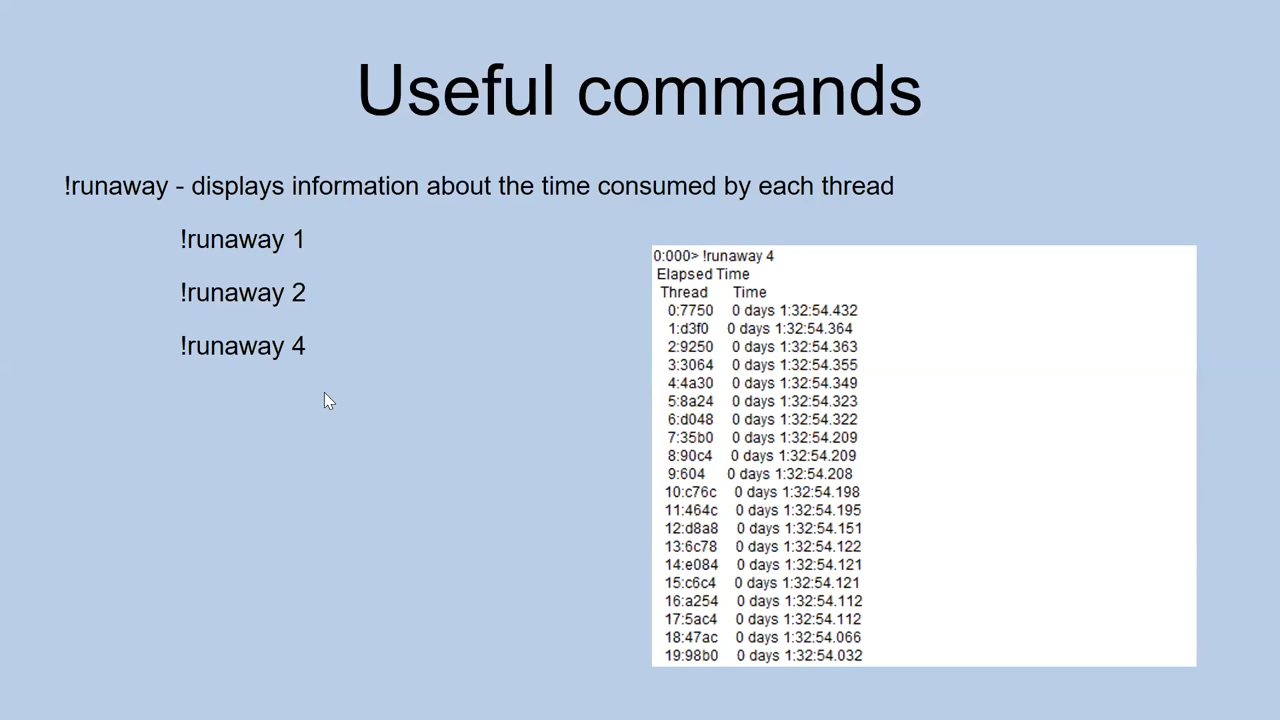 Useful commands
!runaway - displays information about the time consumed by each thread
!runaway 1
!runaway 2
!runaway 4
0:000> !runaway 4
Elapsed Time
Thread Time
0:7750 0 days 1:32:54.432
1:d3f0 0 days 1:32:54.364
2:9250 0 days 1:32:54.363
3:3064 0 days 1:32:54.355
4:4a30 0 days 1:32:54.349
5:8a24 0 days 1:32:54.323
6:d048 0 days 1:32:54.322
7:35b0 0 days 1:32:54.209
8:90c4 0 days 1:32:54.209
9:604 0 days 1:32:54.208
10:c76c 0 days 1:32:54.198
11:464c 0 days 1:32:54.195
12:d8a8 0 days 1:32:54.151
13:6c78 0 days 1:32:54.122
14:e084 0 days 1:32:54.121
15:c6c4 0 days 1:32:54.121
16:a254 0 days 1:32:54.112
17:5ac4 0 days 1:32:54.112
18:47ac 0 days 1:32:54.066
19:98b0 0 days 1:32:54.032